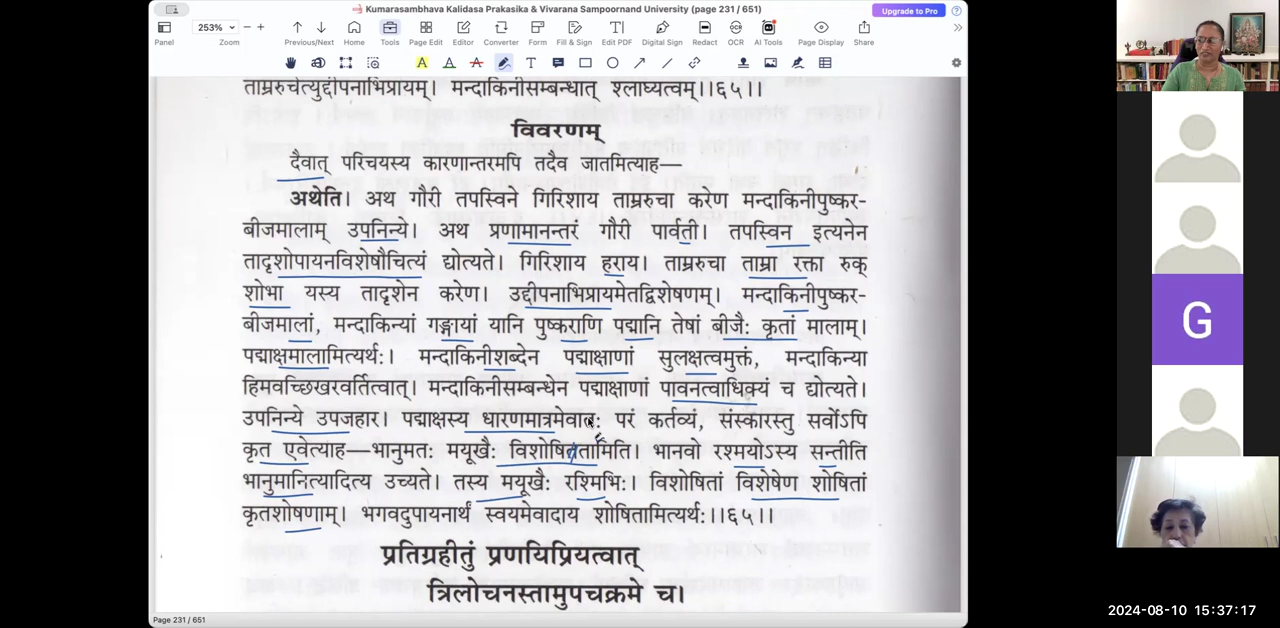 Kumarasambhava Kalidasa Prakasika & Vivarana Sampoornand University (page 231 / 651)
Upgrade to Pro
253%
Panel Zoom Previous/Next Home Tools Page Edit Editor Converter Form Fill & Sign Edit PDF Digital Sign Redact OCR AI Tools Page Display Share
ताम्ररुचेत्युद्दीपनाभिप्रायम्। मन्दाकिनीसम्बन्धात् श्लाघ्यत्वम्।।६५।।
विवरणम्
दैवात् परिचयस्य कारणान्तरमपि तदैव जातमित्याह—
अथेति। अथ गौरी तपस्विने गिरिशाय ताम्ररुचा करेण मन्दाकिनीपुष्कर-
बीजमालाम् उपनिन्ये। अथ प्रणामानन्तरं गौरी पार्वती। तपस्विन इत्यनेन
तादृशोपायनविशेषौचित्यं द्योत्यते। गिरिशाय हराय। ताम्ररुचा ताम्रा रक्ता रुक्
शोभा यस्य तादृशेन करेण। उद्दीपनाभिप्रायमेतद्विशेषणम्। मन्दाकिनीपुष्कर-
बीजमालां, मन्दाकिन्यां गङ्गायां यानि पुष्कराणि पद्मानि तेषां बीजैः कृतां मालाम्।
पद्माक्षमालामित्यर्थः। मन्दाकिनीशब्देन पद्माक्षाणां सुलक्षत्वमुक्तं, मन्दाकिन्या
हिमवच्छिखरवर्तित्वात्। मन्दाकिनीसम्बन्धेन पद्माक्षाणां पावनत्वाधिक्यं च द्योत्यते।
उपनिन्ये उपजहार। पद्माक्षस्य धारणमात्रमेवातः परं कर्तव्यं, संस्कारस्तु सर्वोऽपि
कृत एवेत्याह—भानुमतः मयूखैः विशोषिततामिति। भानवो रश्मयोऽस्य सन्तीति
भानुमानित्यादित्य उच्यते। तस्य मयूखैः रश्मिभिः। विशोषितां विशेषेण शोषितां
कृतशोषणाम्। भगवदुपायनार्थं स्वयमेवादाय शोषितामित्यर्थः।।६५।।
प्रतिग्रहीतुं प्रणयिप्रियत्वात्
त्रिलोचनस्तामुपचक्रमे च।
Page 231 / 651
G
2024-08-10 15:37:17